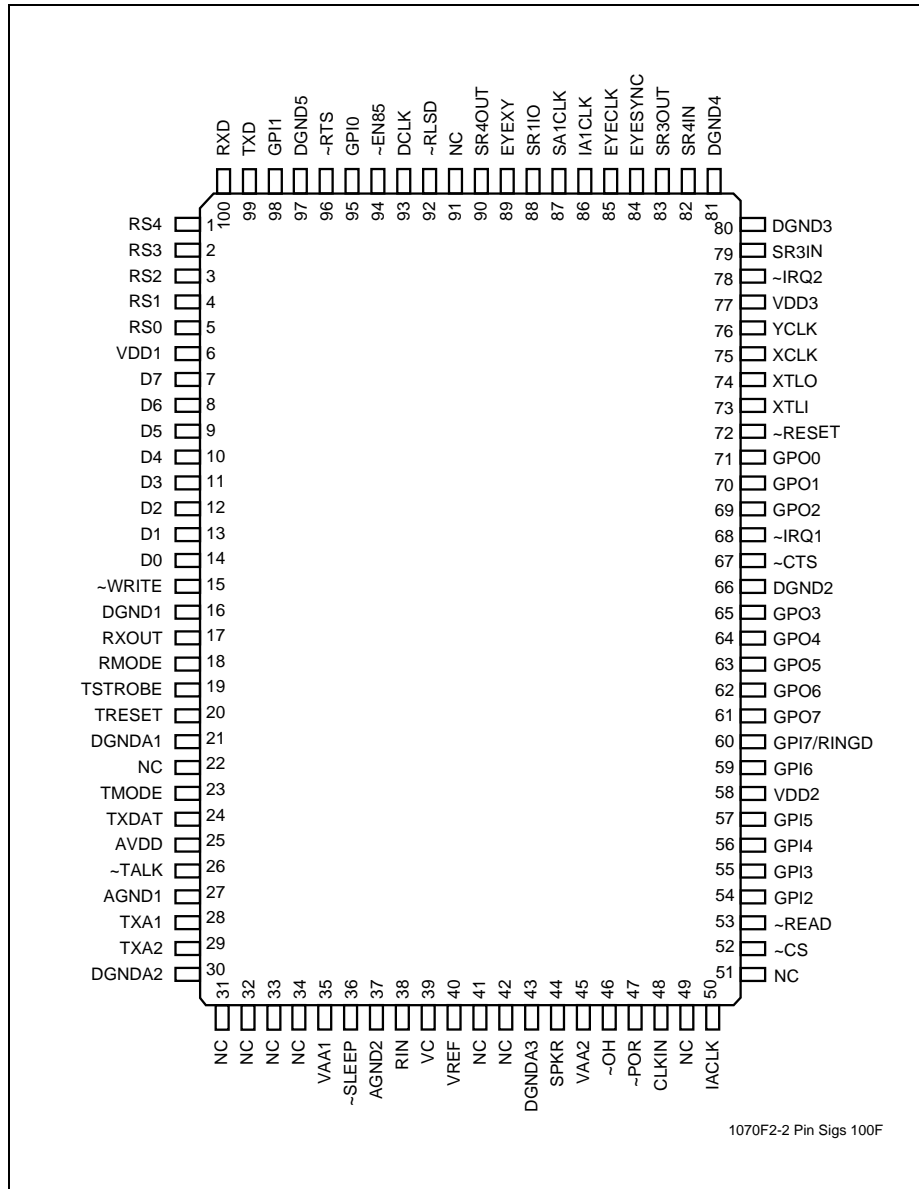 RXD
TXD
GPI1
DGND5
~RTS
GPI0
~EN85
DCLK
~RLSD
NC
SR4OUT
EYEXY
SR1IO
SA1CLK
IA1CLK
EYECLK
EYESYNC
SR3OUT
SR4IN
DGND4
100
99
98
97
96
95
94
93
92
91
90
89
88
87
86
85
84
83
82
81
RS4 1
RS3 2
RS2 3
RS1 4
RS0 5
VDD1 6
D7 7
D6 8
D5 9
D4 10
D3 11
D2 12
D1 13
D0 14
~WRITE 15
DGND1 16
RXOUT 17
RMODE 18
TSTROBE 19
TRESET 20
DGNDA1 21
NC 22
TMODE 23
TXDAT 24
AVDD 25
~TALK 26
AGND1 27
TXA1 28
TXA2 29
DGNDA2 30
80 DGND3
79 SR3IN
78 ~IRQ2
77 VDD3
76 YCLK
75 XCLK
74 XTLO
73 XTLI
72 ~RESET
71 GPO0
70 GPO1
69 GPO2
68 ~IRQ1
67 ~CTS
66 DGND2
65 GPO3
64 GPO4
63 GPO5
62 GPO6
61 GPO7
60 GPI7/RINGD
59 GPI6
58 VDD2
57 GPI5
56 GPI4
55 GPI3
54 GPI2
53 ~READ
52 ~CS
51 NC
31
32
33
34
35
36
37
38
39
40
41
42
43
44
45
46
47
48
49
50
NC
NC
NC
NC
VAA1
~SLEEP
AGND2
RIN
VC
VREF
NC
NC
DGNDA3
SPKR
VAA2
~OH
~POR
CLKIN
NC
IACLK
1070F2-2 Pin Sigs 100F